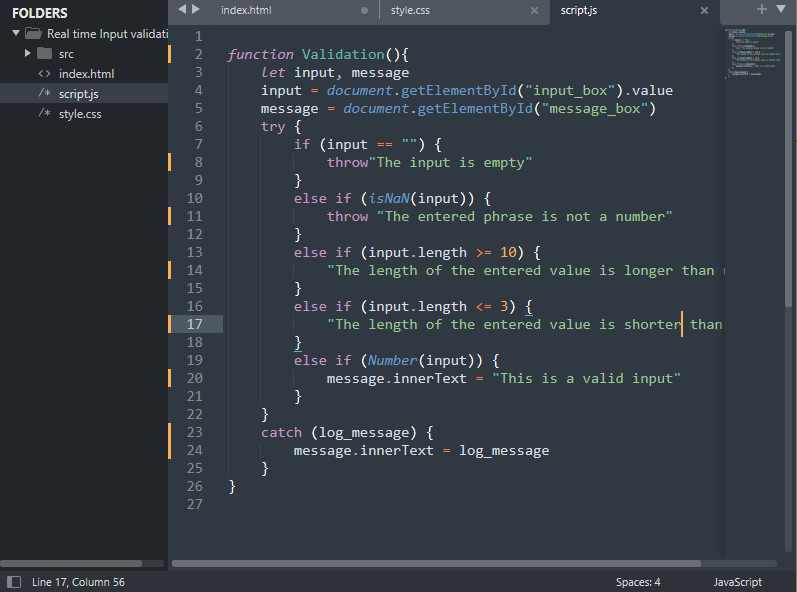 FOLDERS
Real time Input validati
src
index.html
script.js
style.css
index.html
style.css
script.js
1
2 function Validation(){
3     let input, message
4     input = document.getElementById("input_box").value
5     message = document.getElementById("message_box")
6     try {
7         if (input == "") {
8             throw"The input is empty"
9         }
10         else if (isNaN(input)) {
11             throw "The entered phrase is not a number"
12         }
13         else if (input.length >= 10) {
14             "The length of the entered value is longer than
15         }
16         else if (input.length <= 3) {
17             "The length of the entered value is shorter than
18         }
19         else if (Number(input)) {
20             message.innerText = "This is a valid input"
21         }
22     }
23     catch (log_message) {
24         message.innerText = log_message
25     }
26 }
27
Line 17, Column 56
Spaces: 4
JavaScript